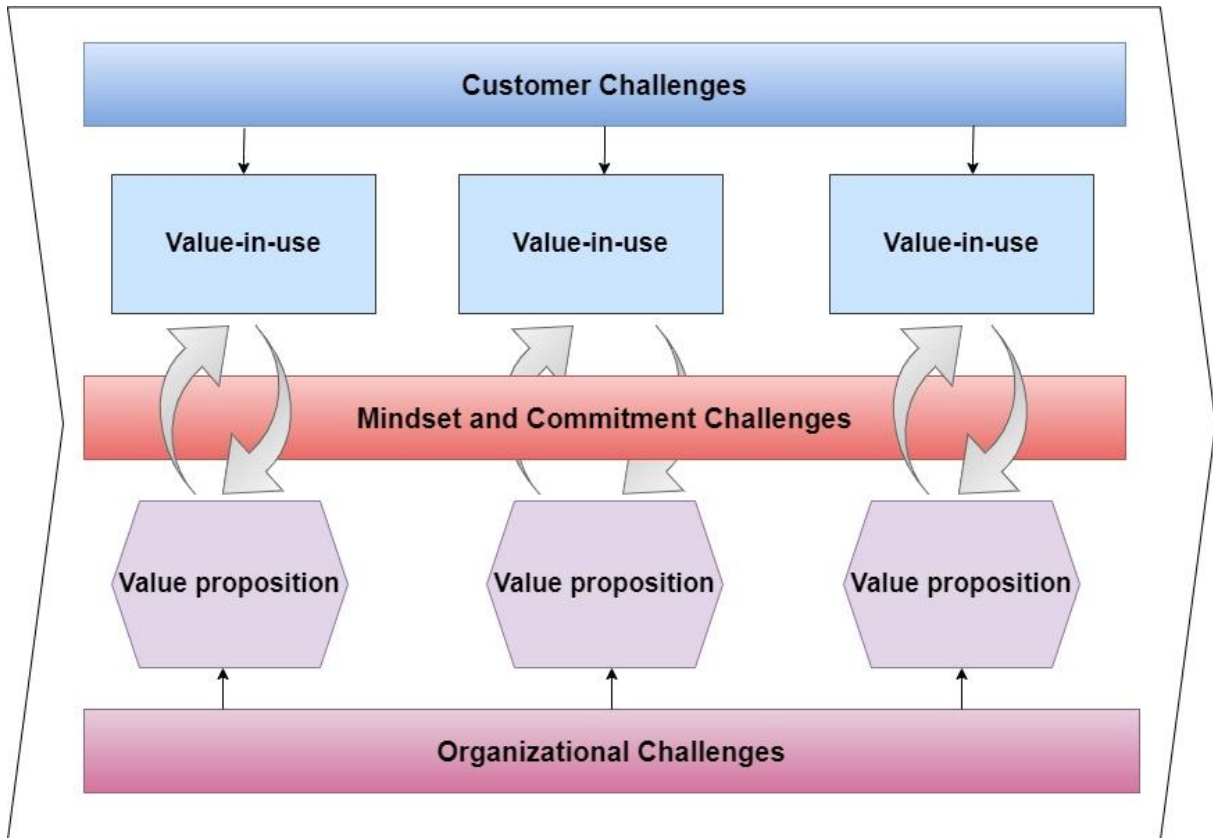 Customer Challenges
Value-in-use
Value-in-use
Value-in-use
Mindset and Commitment Challenges
Value proposition
Value proposition
Value proposition
Organizational Challenges